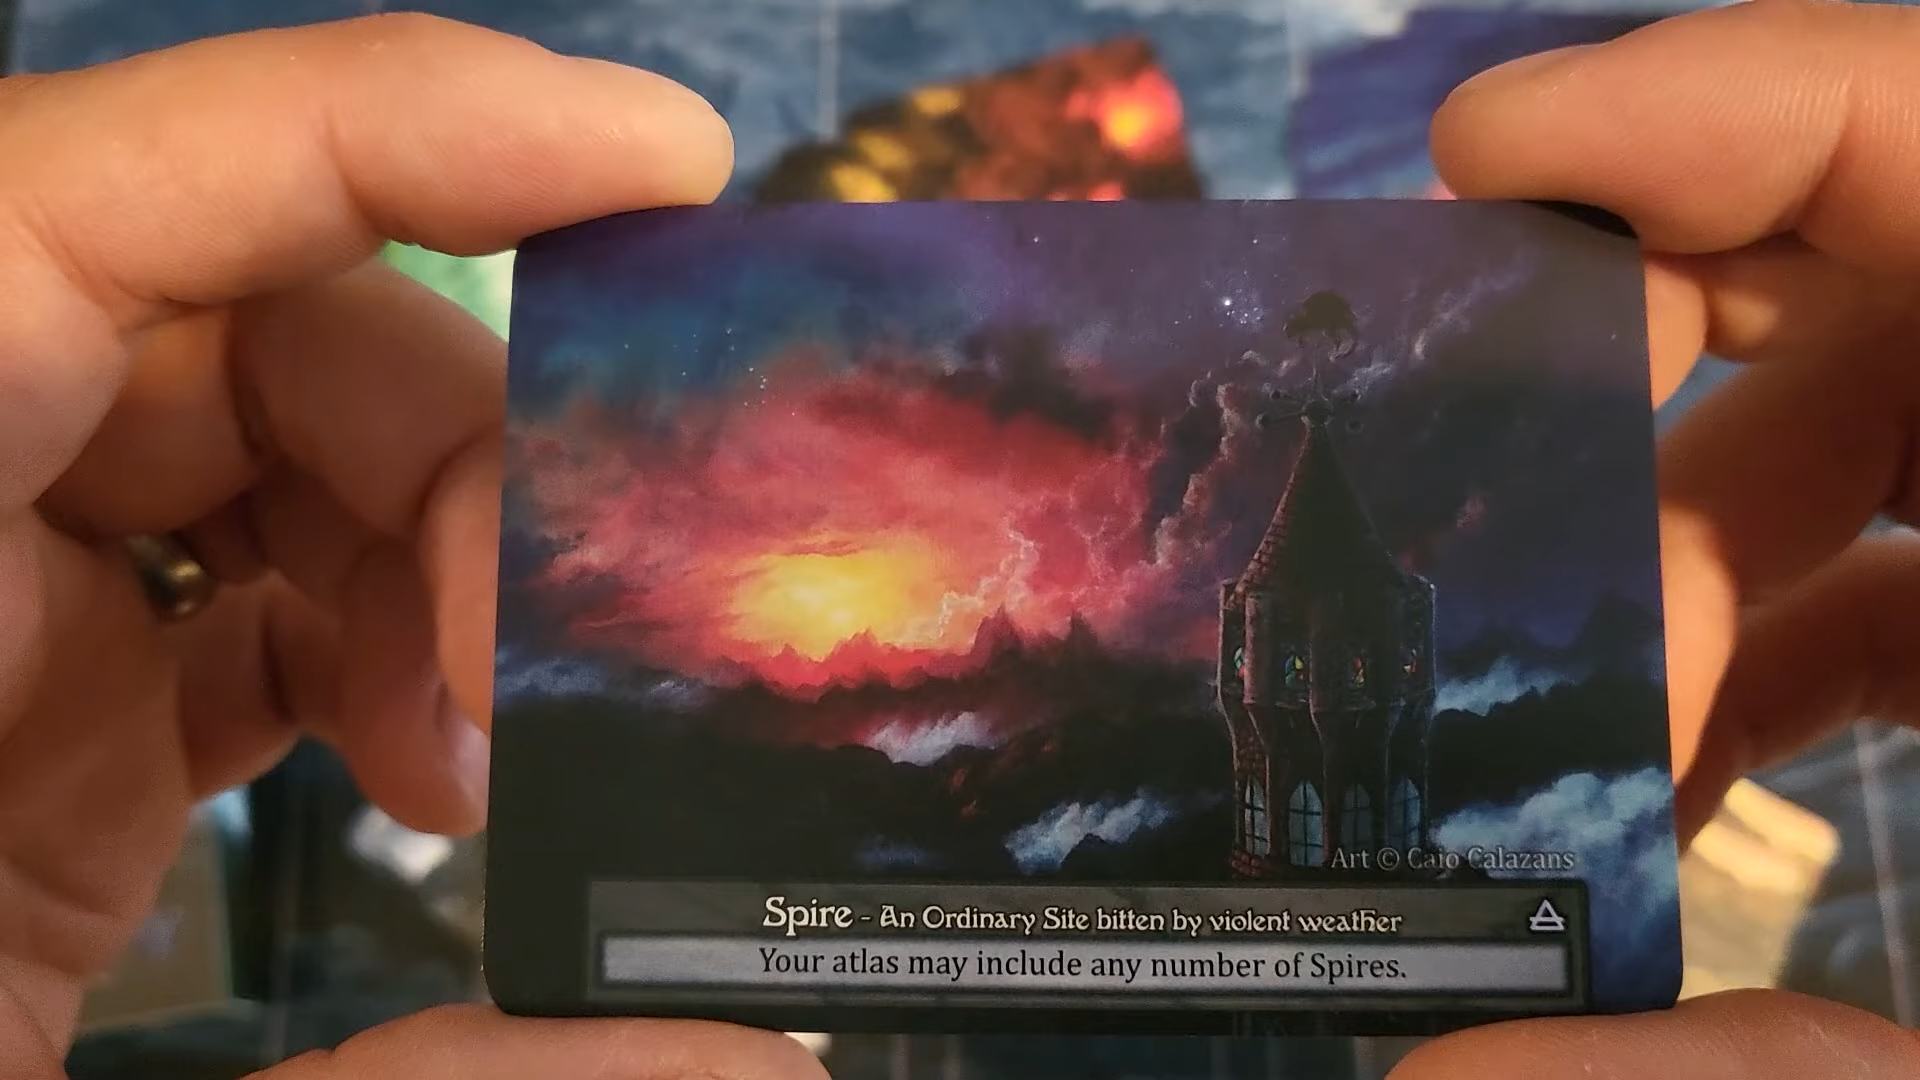 Art © Caio Calazans
Spire - An Ordinary Site bitten by violent weather
Your atlas may include any number of Spires.